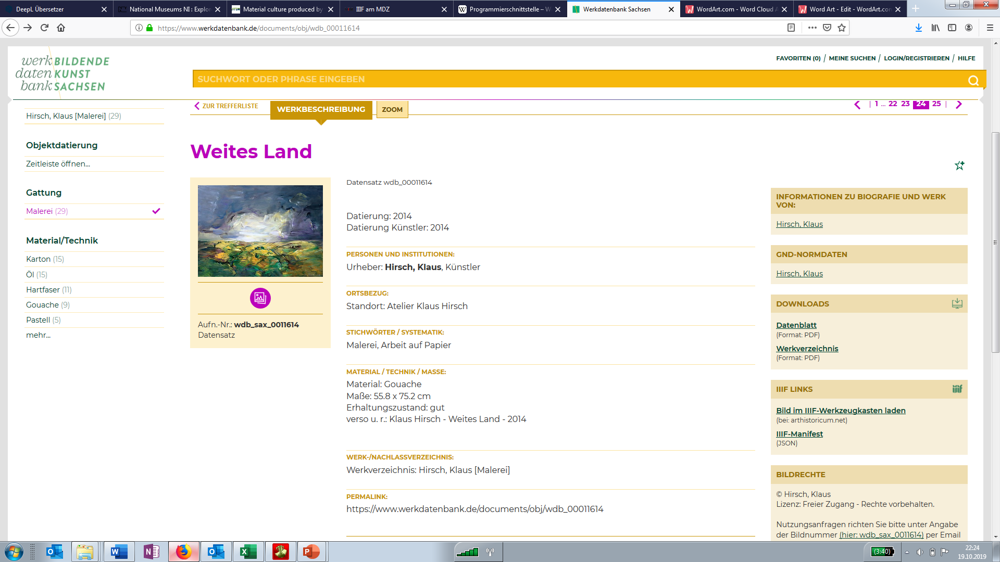 DeepL Übersetzer
National Museums NI : Explor
Material culture produced by
IIIF am MDZ
Programmierschnittstelle – W
Werkdatenbank Sachsen
WordArt.com - Word Cloud A
Word Art - Edit - WordArt.com
https://www.werkdatenbank.de/documents/obj/wdb_00011614
werk BILDENDE
daten KUNST
bank SACHSEN
FAVORITEN (0) / MEINE SUCHEN / LOGIN/REGISTRIEREN / HILFE
SUCHWORT ODER PHRASE EINGEBEN
ZUR TREFFERLISTE
WERKBESCHREIBUNG
ZOOM
| 1 ... 22 23 24 25 |
Hirsch, Klaus [Malerei] (29)
Objektdatierung
Zeitleiste öffnen...
Gattung
Malerei (29)
Material/Technik
Karton (15)
Öl (15)
Hartfaser (11)
Gouache (9)
Pastell (5)
mehr...
Weites Land
Aufn.-Nr.: wdb_sax_0011614
Datensatz
Datensatz wdb_00011614
Datierung: 2014
Datierung Künstler: 2014
PERSONEN UND INSTITUTIONEN:
Urheber: Hirsch, Klaus, Künstler
ORTSBEZUG:
Standort: Atelier Klaus Hirsch
STICHWÖRTER / SYSTEMATIK:
Malerei, Arbeit auf Papier
MATERIAL / TECHNIK / MASSE:
Material: Gouache
Maße: 55.8 x 75.2 cm
Erhaltungszustand: gut
verso u. r.: Klaus Hirsch - Weites Land - 2014
WERK-/NACHLASSVERZEICHNIS:
Werkverzeichnis: Hirsch, Klaus [Malerei]
PERMALINK:
https://www.werkdatenbank.de/documents/obj/wdb_00011614
INFORMATIONEN ZU BIOGRAFIE UND WERK
VON:
Hirsch, Klaus
GND-NORMDATEN
Hirsch, Klaus
DOWNLOADS
Datenblatt
(Format: PDF)
Werkverzeichnis
(Format: PDF)
IIIF LINKS
Bild im IIIF-Werkzeugkasten laden
(bei: arthistoricum.net)
IIIF-Manifest
(JSON)
BILDRECHTE
© Hirsch, Klaus
Lizenz: Freier Zugang - Rechte vorbehalten.
Nutzungsanfragen richten Sie bitte unter Angabe
der Bildnummer (hier: wdb_sax_0011614) per Email
(3:40)
22:24
19.10.2019